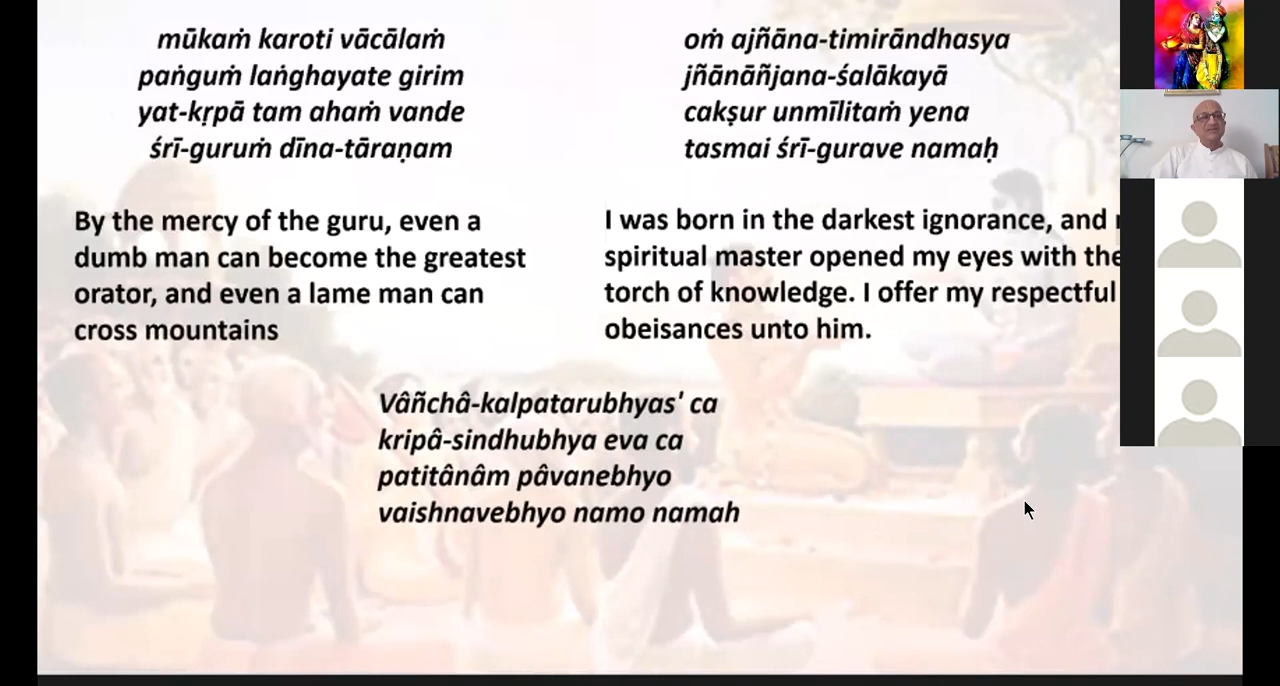 mūkaṁ karoti vācālaṁ
paṅguṁ laṅghayate girim
yat-kṛpā tam ahaṁ vande
śrī-guruṁ dīna-tāraṇam
By the mercy of the guru, even a
dumb man can become the greatest
orator, and even a lame man can
cross mountains
oṁ ajñāna-timirāndhasya
jñānāñjana-śalākayā
cakṣur unmīlitaṁ yena
tasmai śrī-gurave namaḥ
I was born in the darkest ignorance, and
spiritual master opened my eyes with the
torch of knowledge. I offer my respectful
obeisances unto him.
Vâñchâ-kalpatarubhyas' ca
kripâ-sindhubhya eva ca
patitânâm pâvanebhyo
vaishnavebhyo namo namah